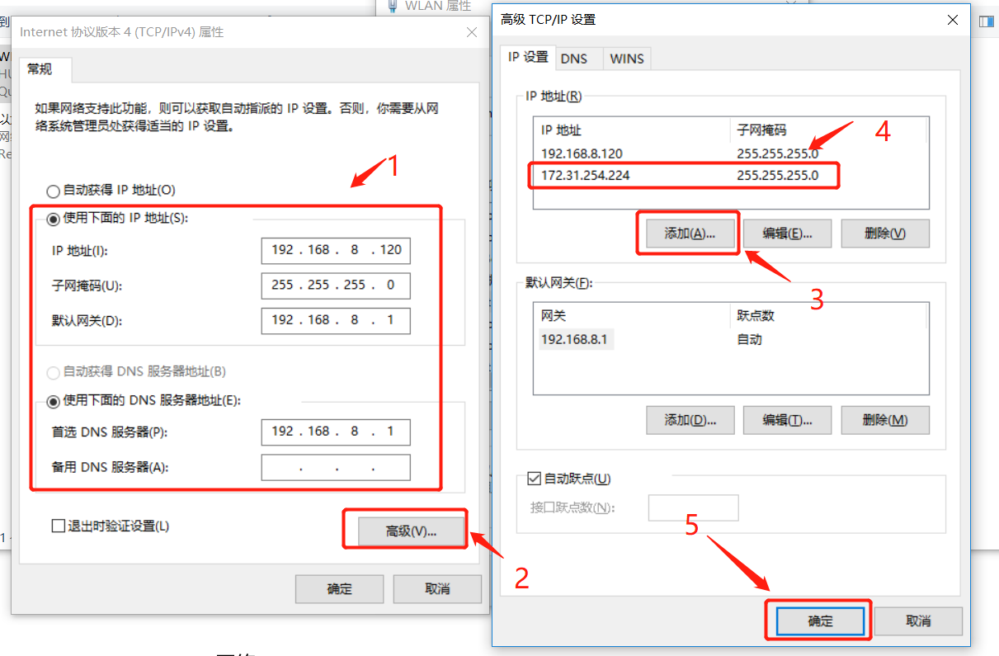 WLAN 属性
到
Internet 协议版本 4 (TCP/IPv4) 属性
常规
如果网络支持此功能，则可以获取自动指派的 IP 设置。否则，你需要从网
络系统管理员处获得适当的 IP 设置。
1
自动获得 IP 地址(O)
使用下面的 IP 地址(S):
IP 地址(I): 192 . 168 . 8 . 120
子网掩码(U): 255 . 255 . 255 . 0
默认网关(D): 192 . 168 . 8 . 1
自动获得 DNS 服务器地址(B)
使用下面的 DNS 服务器地址(E):
首选 DNS 服务器(P): 192 . 168 . 8 . 1
备用 DNS 服务器(A): . . .
退出时验证设置(L)
高级(V)...
2
确定 取消
高级 TCP/IP 设置
IP 设置 DNS WINS
IP 地址(R)
IP 地址 子网掩码
4
192.168.8.120 255.255.255.0
172.31.254.224 255.255.255.0
添加(A)... 编辑(E)... 删除(V)
3
默认网关(F):
网关 跃点数
192.168.8.1 自动
添加(D)... 编辑(T)... 删除(M)
自动跃点(U)
接口跃点数(N):
5
确定 取消